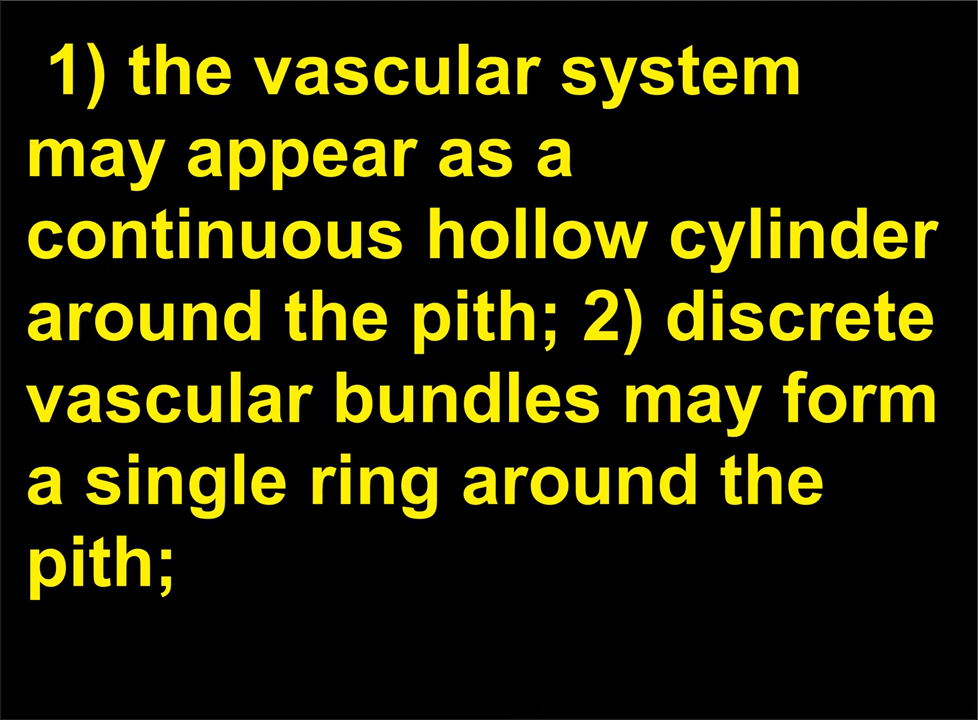 1) the vascular system
may appear as a
continuous hollow cylinder
around the pith; 2) discrete
vascular bundles may form
a single ring around the
pith;